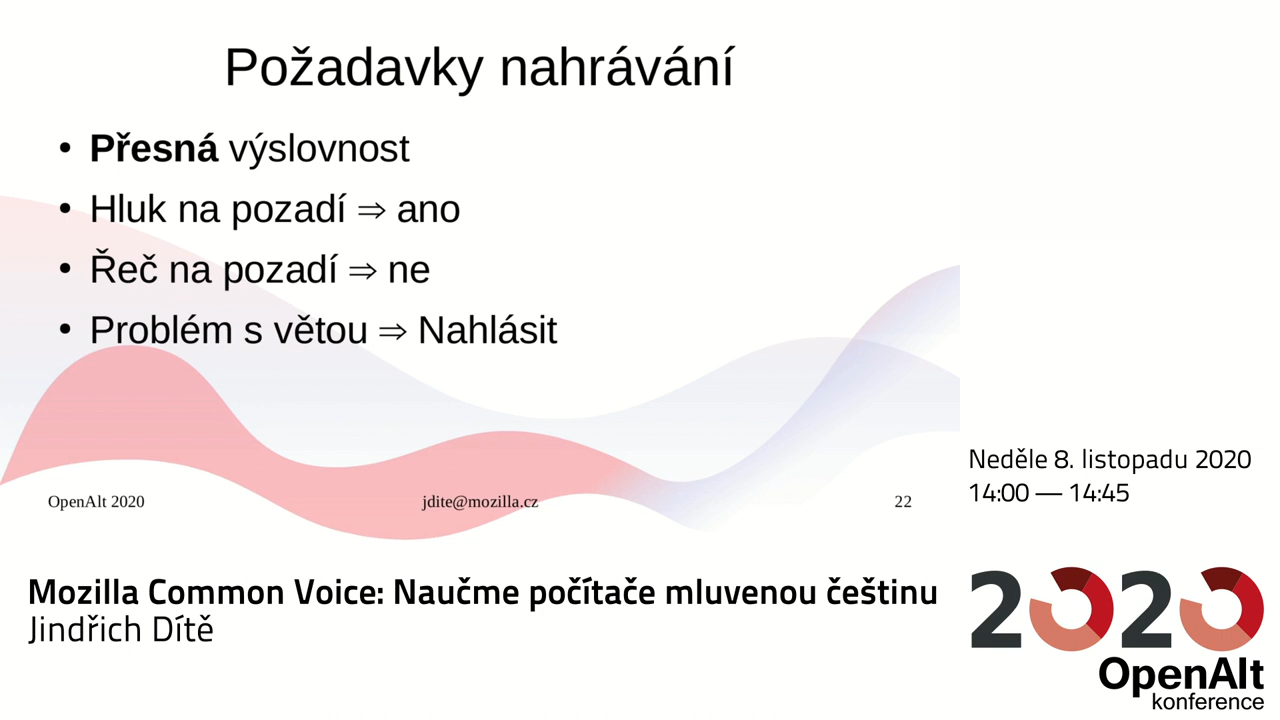 Požadavky nahrávání
• Přesná výslovnost
• Hluk na pozadí ⇒ ano
• Řeč na pozadí ⇒ ne
• Problém s větou ⇒ Nahlásit
OpenAlt 2020
jdite@mozilla.cz
22
Neděle 8. listopadu 2020
14:00 — 14:45
Mozilla Common Voice: Naučme počítače mluvenou češtinu
Jindřich Dítě
2020
OpenAlt
konference